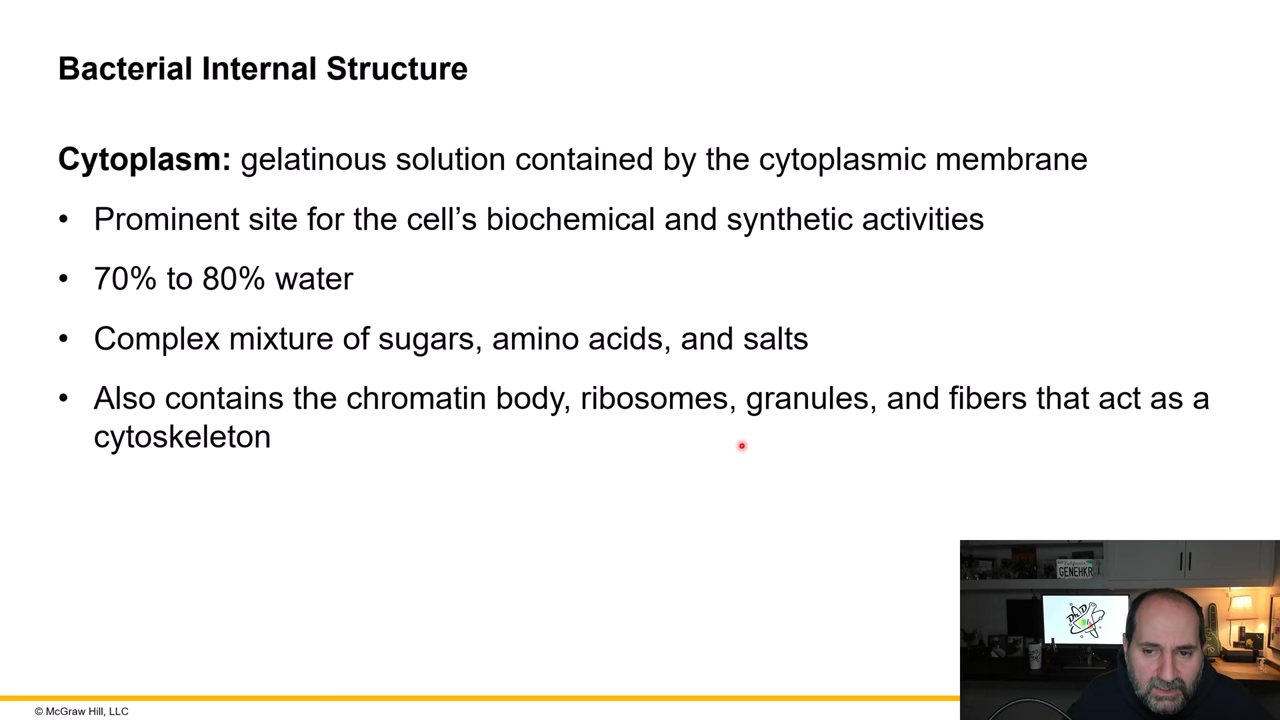 Bacterial Internal Structure
Cytoplasm: gelatinous solution contained by the cytoplasmic membrane
• Prominent site for the cell’s biochemical and synthetic activities
• 70% to 80% water
• Complex mixture of sugars, amino acids, and salts
• Also contains the chromatin body, ribosomes, granules, and fibers that act as a
cytoskeleton
GENEHKR
© McGraw Hill, LLC